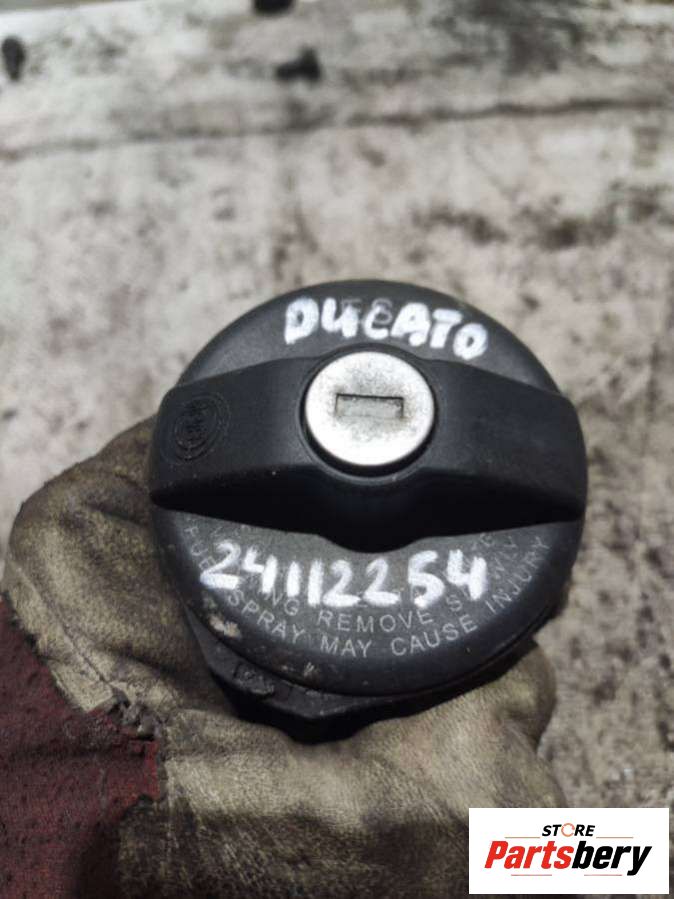 DUCATO
24112254
REMOVE
SPRAY MAY CAUSE INJURY
STORE
Partsbery